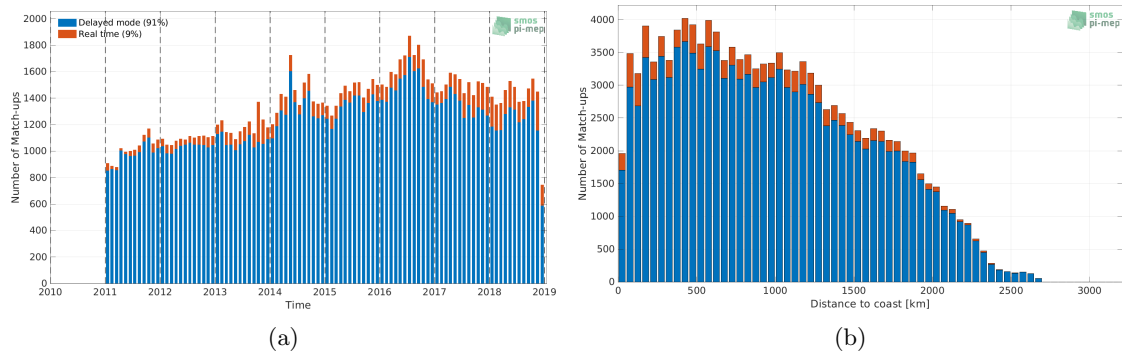 Delayed mode (91%)
Real time (9%)
smos
pi-mep
2000
1800
1600
1400
1200
1000
800
600
400
200
0
Number of Match-ups
2010 2011 2012 2013 2014 2015 2016 2017 2018 2019
Time
(a)
smos
pi-mep
4000
3500
3000
2500
2000
1500
1000
500
0
Number of Match-ups
0 500 1000 1500 2000 2500 3000
Distance to coast [km]
(b)